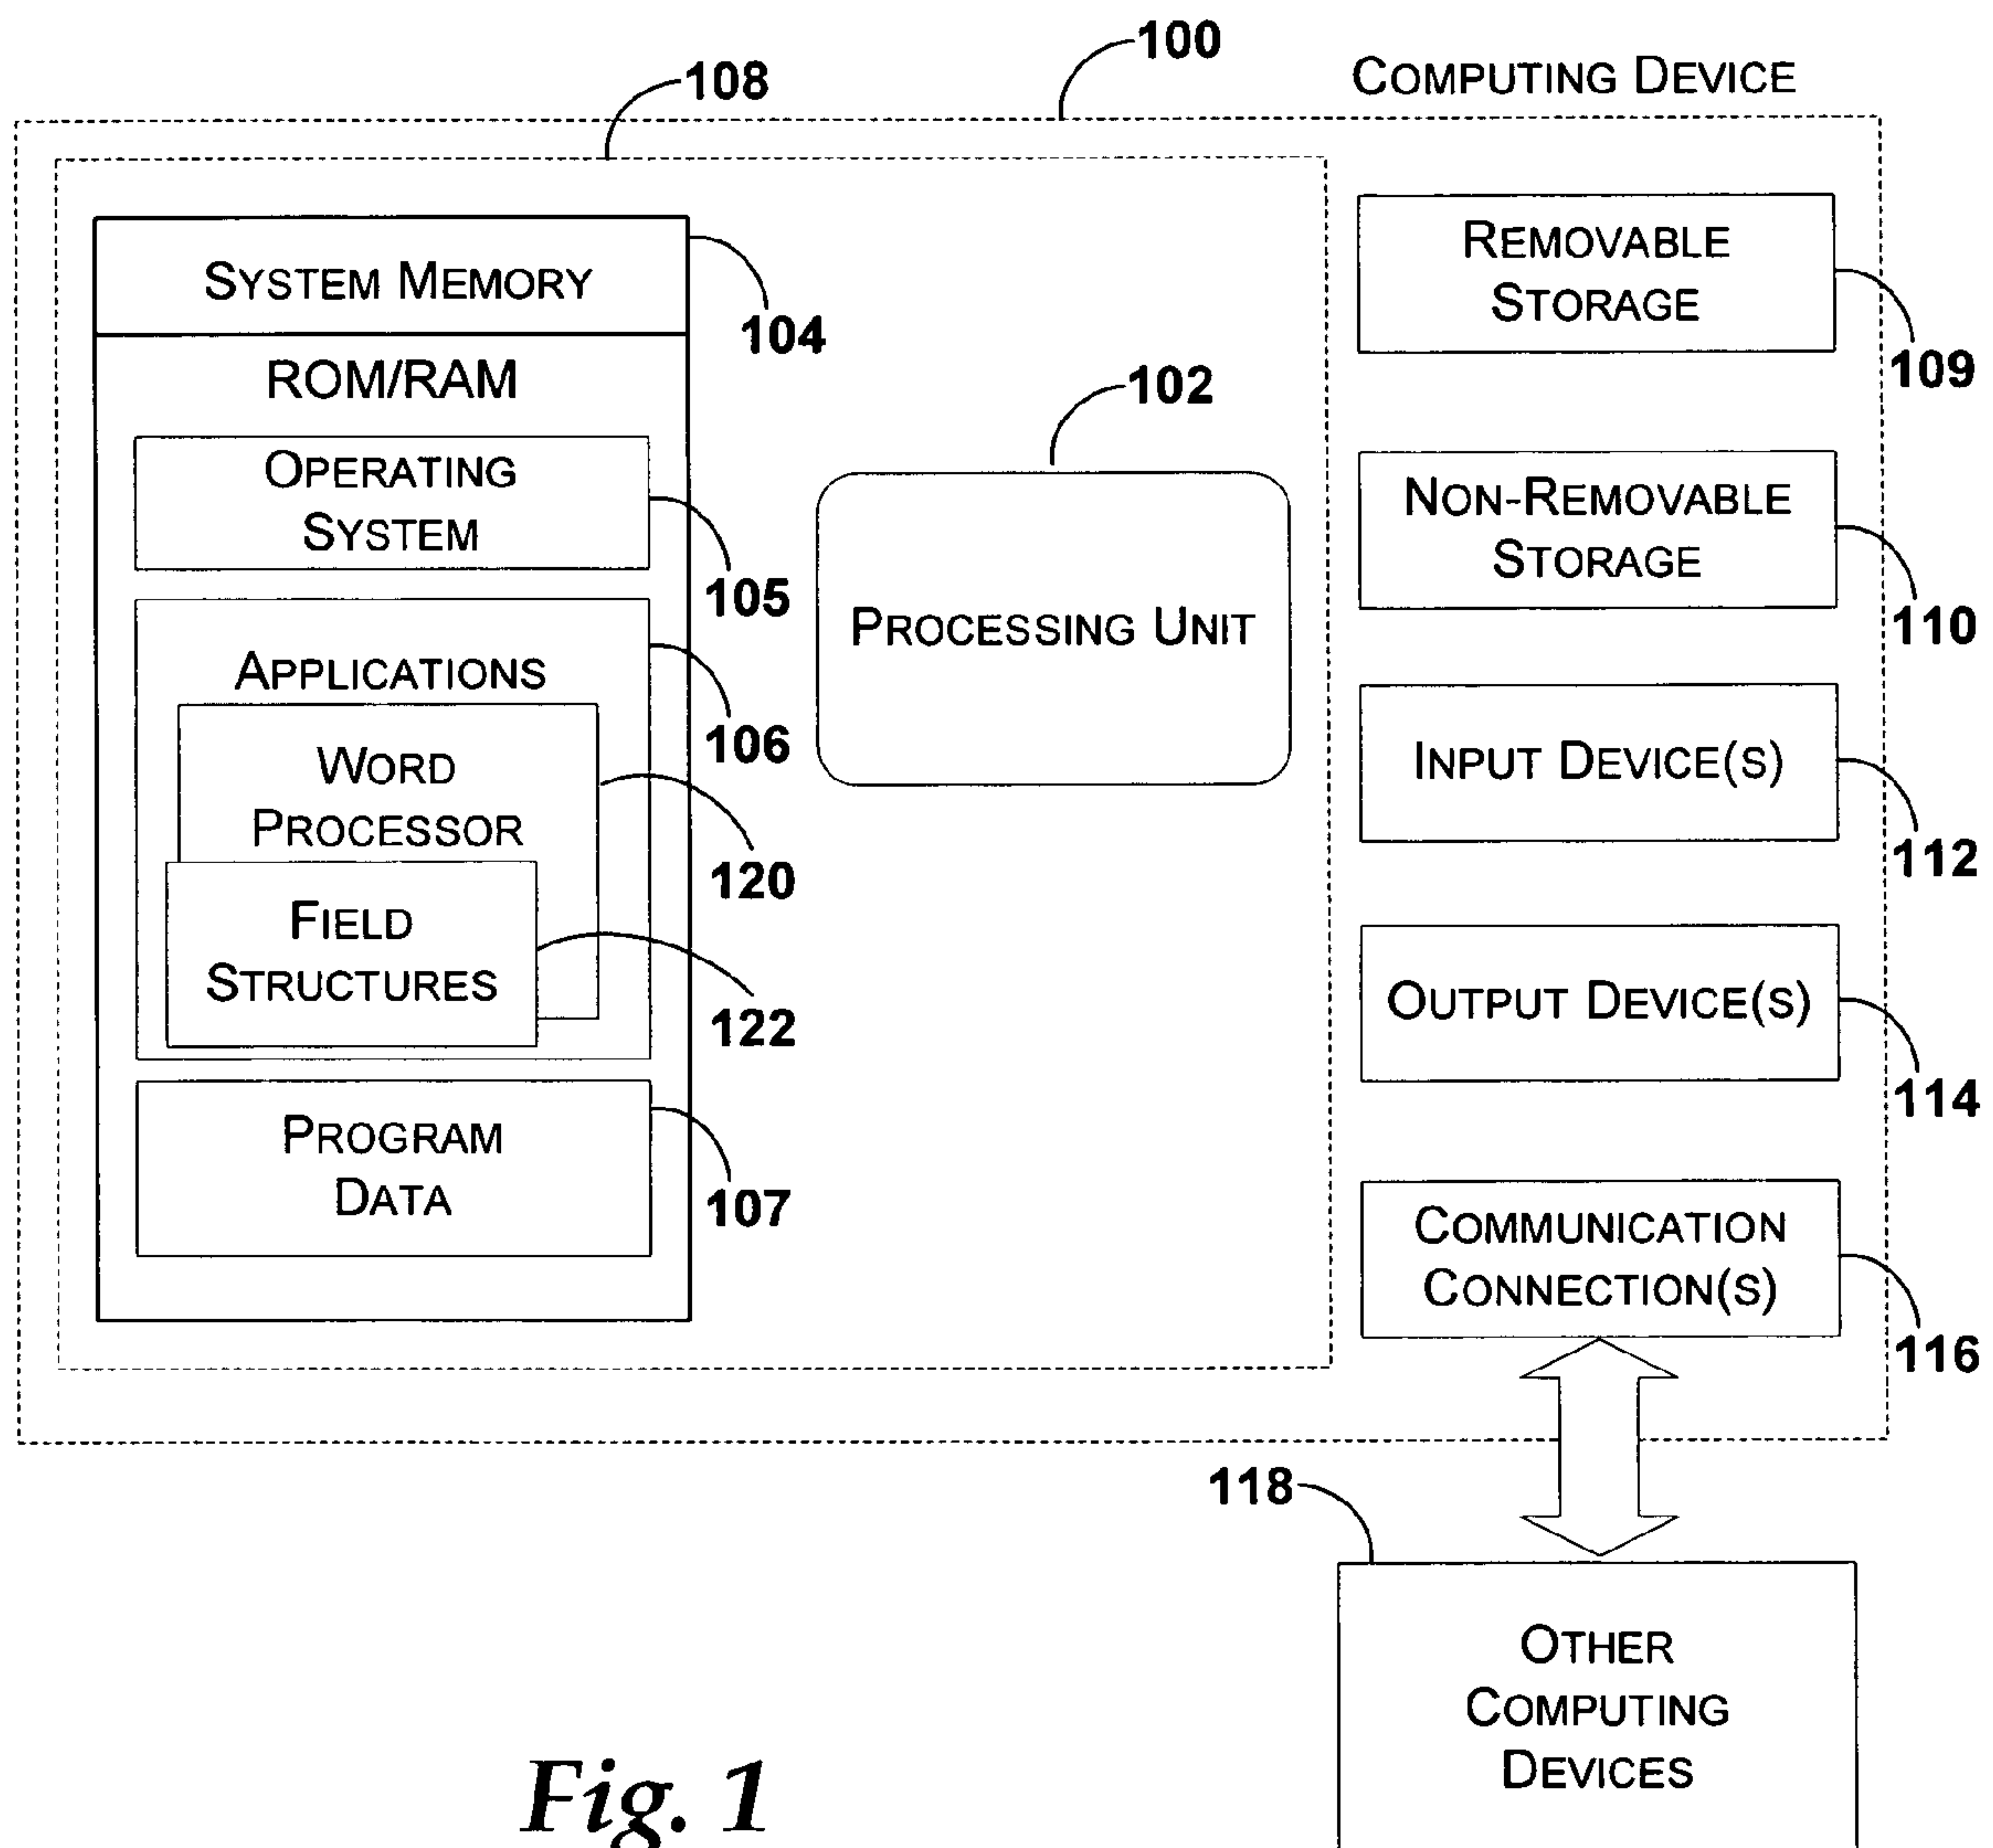 100
COMPUTING DEVICE
108
SYSTEM MEMORY
104
ROM/RAM
OPERATING
SYSTEM
105
APPLICATIONS
106
WORD
PROCESSOR
120
FIELD
STRUCTURES
122
PROGRAM
DATA
107
102
PROCESSING UNIT
REMOVABLE
STORAGE
109
NON-REMOVABLE
STORAGE
110
INPUT DEVICE(S)
112
OUTPUT DEVICE(S)
114
COMMUNICATION
CONNECTION(S)
116
118
OTHER
COMPUTING
DEVICES
Fig. 1